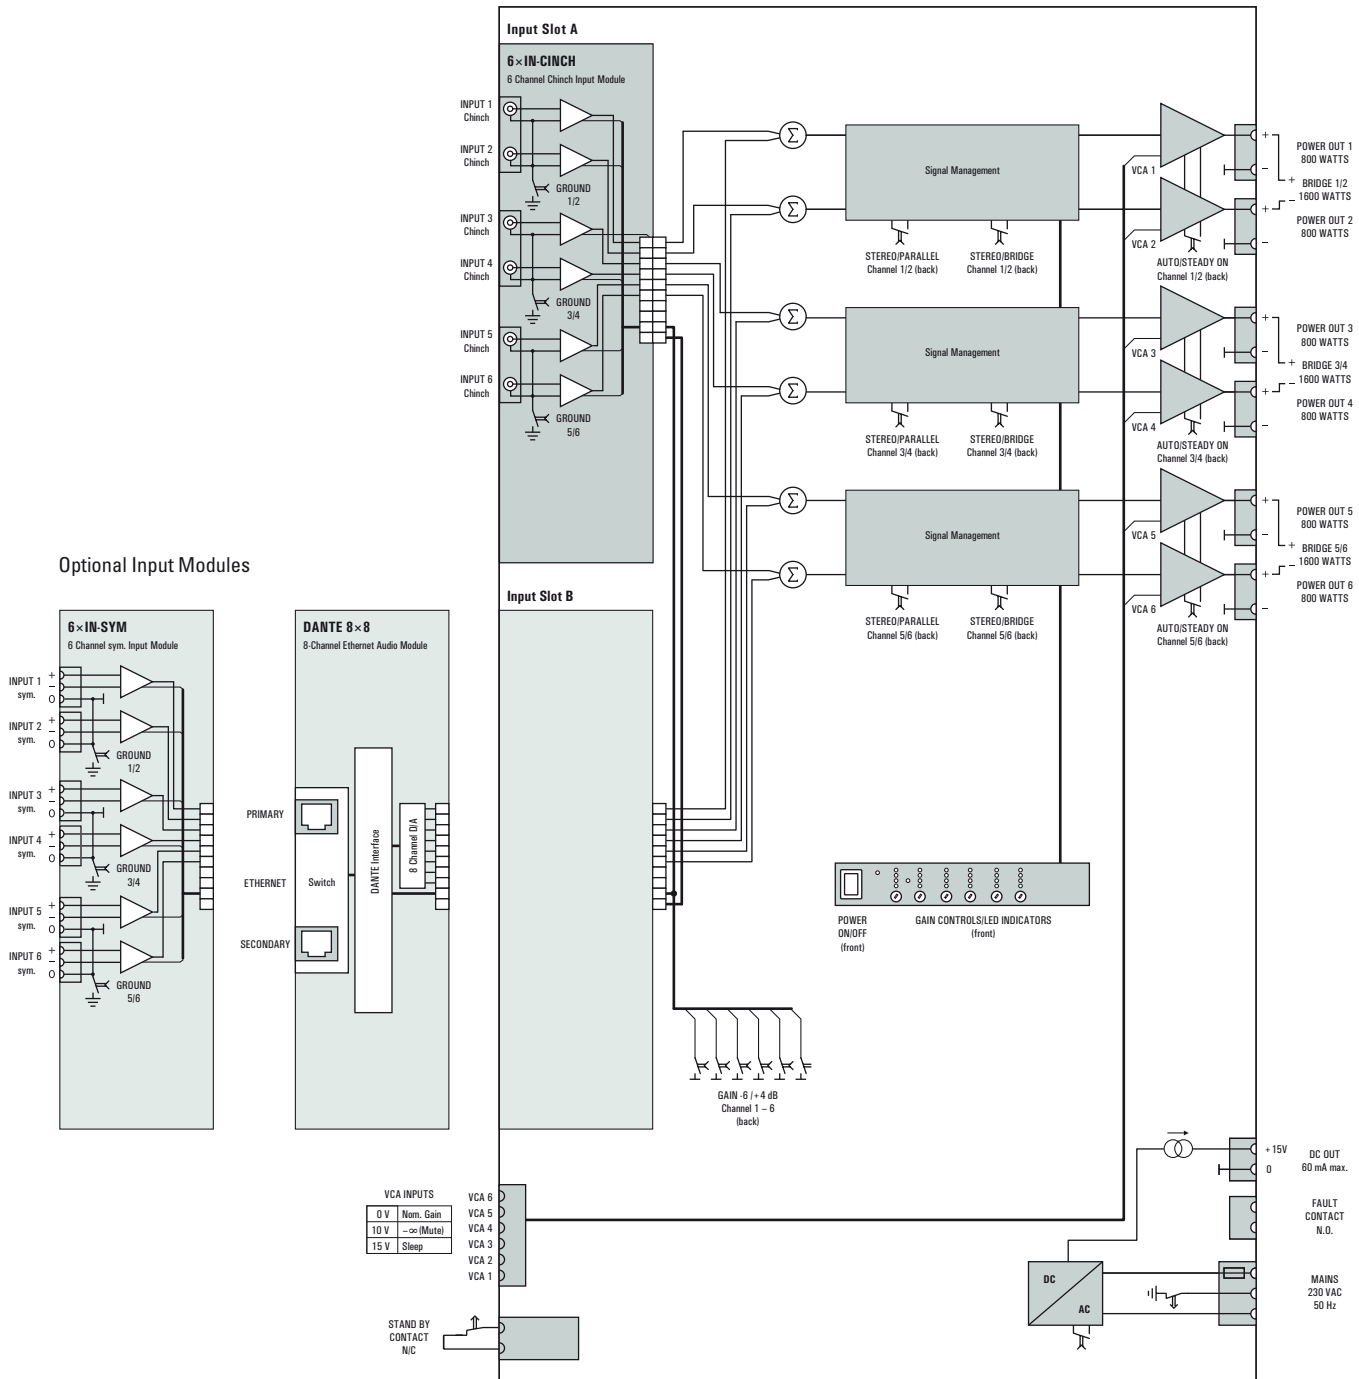 Input Slot A
6×IN-CINCH
6 Channel Chinch Input Module
INPUT 1
Chinch
INPUT 2
Chinch
GROUND
1/2
INPUT 3
Chinch
INPUT 4
Chinch
GROUND
3/4
INPUT 5
Chinch
INPUT 6
Chinch
GROUND
5/6
Σ
Σ
Signal Management
STEREO/PARALLEL
Channel 1/2 (back)
STEREO/BRIDGE
Channel 1/2 (back)
VCA 1
VCA 2
AUTO/STEADY ON
Channel 1/2 (back)
+
−
+
−
POWER OUT 1
800 WATTS
+ BRIDGE 1/2
− 1600 WATTS
POWER OUT 2
800 WATTS
Σ
Σ
Signal Management
STEREO/PARALLEL
Channel 3/4 (back)
STEREO/BRIDGE
Channel 3/4 (back)
VCA 3
VCA 4
AUTO/STEADY ON
Channel 3/4 (back)
+
−
+
−
POWER OUT 3
800 WATTS
+ BRIDGE 3/4
− 1600 WATTS
POWER OUT 4
800 WATTS
Σ
Σ
Signal Management
STEREO/PARALLEL
Channel 5/6 (back)
STEREO/BRIDGE
Channel 5/6 (back)
VCA 5
VCA 6
AUTO/STEADY ON
Channel 5/6 (back)
+
−
+
−
POWER OUT 5
800 WATTS
+ BRIDGE 5/6
− 1600 WATTS
POWER OUT 6
800 WATTS
Optional Input Modules
6×IN-SYM
6 Channel sym. Input Module
INPUT 1
sym.
+
−
0
INPUT 2
sym.
+
−
0
GROUND
1/2
INPUT 3
sym.
+
−
0
INPUT 4
sym.
+
−
0
GROUND
3/4
INPUT 5
sym.
+
−
0
INPUT 6
sym.
+
−
0
GROUND
5/6
DANTE 8×8
8-Channel Ethernet Audio Module
PRIMARY
ETHERNET
SECONDARY
Switch
DANTE Interface
8 Channel D/A
Input Slot B
POWER
ON/OFF
(front)
GAIN CONTROLS/LED INDICATORS
(front)
GAIN -6 / + 4 dB
Channel 1 – 6
(back)
VCA INPUTS
0 V Nom. Gain
10 V −∞ (Mute)
15 V Sleep
VCA 6
VCA 5
VCA 4
VCA 3
VCA 2
VCA 1
STAND BY
CONTACT
N/C
+ 15V
0
DC OUT
60 mA max.
FAULT
CONTACT
N.O.
DC
AC
MAINS
230 VAC
50 Hz